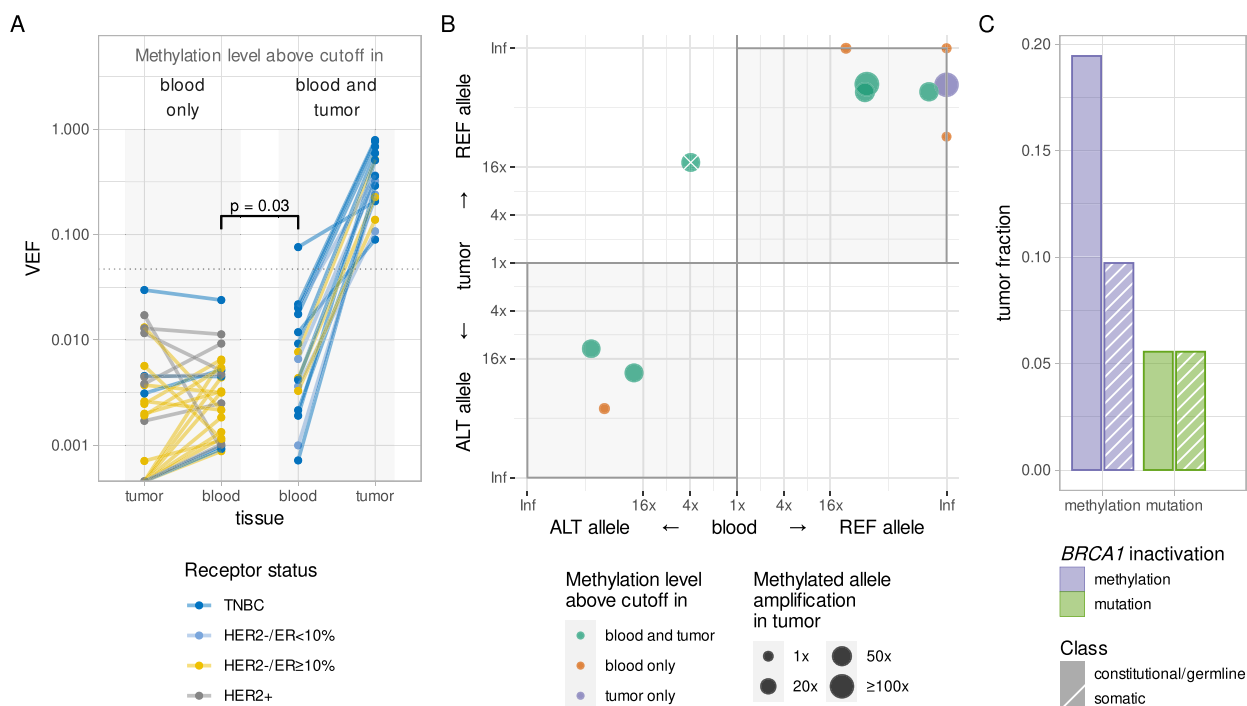 A
Methylation level above cutoff in
blood
only
blood and
tumor
1.000
0.100
0.010
0.001
VEF
p = 0.03
tumor
blood
blood
tumor
tissue
Receptor status
TNBC
HER2-/ER<10%
HER2-/ER≥10%
HER2+
B
Inf
16x
4x
1x
4x
16x
Inf
ALT allele ← tumor → REF allele
Inf
16x
4x
1x
4x
16x
Inf
ALT allele ← blood → REF allele
Methylation level
above cutoff in
blood and tumor
blood only
tumor only
Methylated allele
amplification
in tumor
1x
50x
20x
≥100x
C
0.20
0.15
0.10
0.05
0.00
tumor fraction
methylation
mutation
BRCA1 inactivation
methylation
mutation
Class
constitutional/germline
somatic